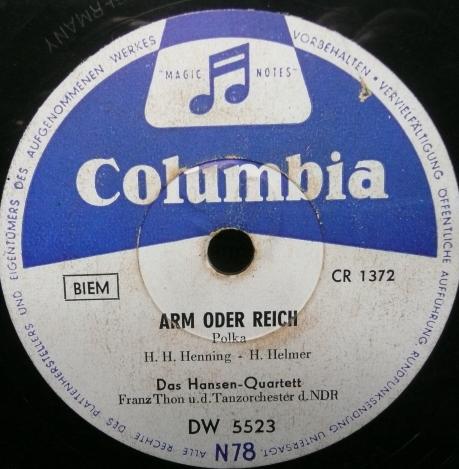 GERMANY
UND EIGENTÜMERS DES AUFGENOMMENEN WERKES VORBEHALTEN • VERVIELFÄLTIGUNG ÖFFENTLICHE AUFFÜHRUNG RUNDFUNKSENDUNG UNTERSAGT. ALLE RECHTE DES PLATTENHERSTELLERS
"MAGIC NOTES"
Columbia
BIEM
CR 1372
ARM ODER REICH
Polka
H. H. Henning - H. Helmer
Das Hansen-Quartett
Franz Thon u. d. Tanzorchester d. NDR
DW 5523
N78